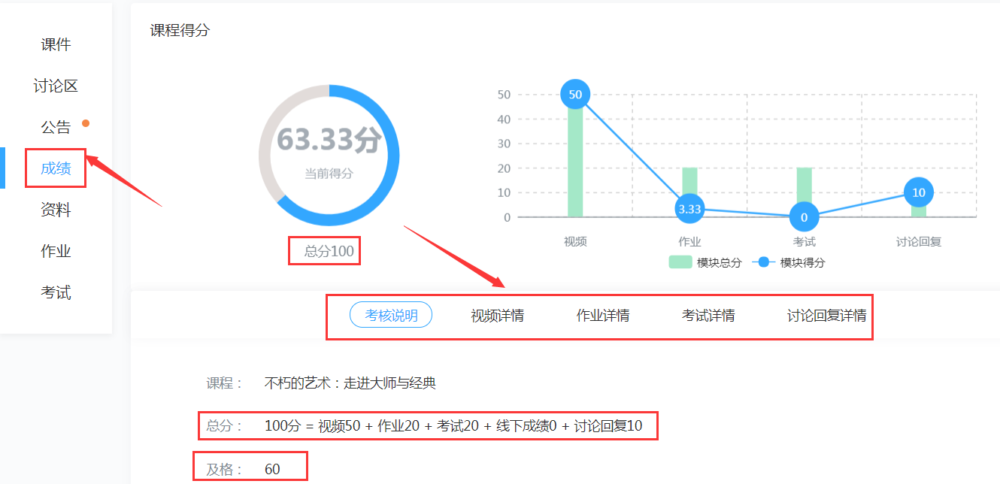 课件
讨论区
公告
成绩
资料
作业
考试
课程得分
63.33分
当前得分
总分100
50
40
30
20
10
0
50
3.33
0
10
视频
作业
考试
讨论回复
模块总分
模块得分
考核说明
视频详情
作业详情
考试详情
讨论回复详情
课程： 不朽的艺术：走进大师与经典
总分： 100分 = 视频50 + 作业20 + 考试20 + 线下成绩0 + 讨论回复10
及格： 60